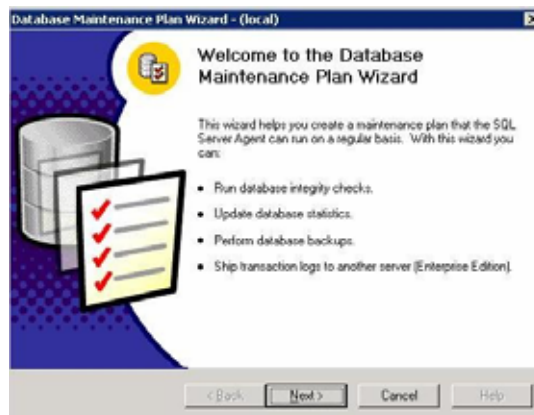 Database Maintenance Plan Wizard - (local)
Welcome to the Database
Maintenance Plan Wizard
This wizard helps you create a maintenance plan that the SQL
Server Agent can run on a regular basis. With this wizard you
can:
• Run database integrity checks.
• Update database statistics.
• Perform database backups.
• Ship transaction logs to another server (Enterprise Edition).
< Back
Next >
Cancel
Help